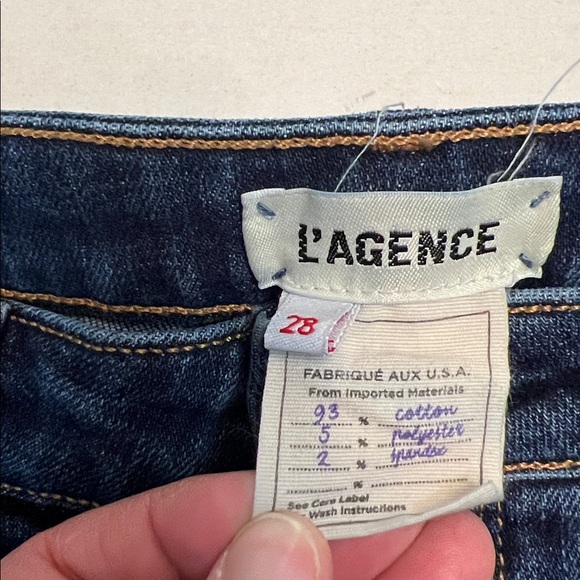 L'AGENCE
28
FABRIQUÉ AUX U.S.A.
From Imported Materials
93 % cotton
5 % polyester
2 % spandex
%
See Care Label
Wash Instructions